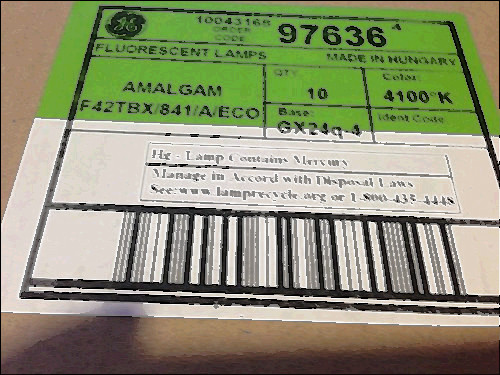 GE 10043168 97636 4
ORDER
CODE
FLUORESCENT LAMPS MADE IN HUNGARY
AMALGAM
F42TBX/841/A/ECO
QTY.
10
Color:
4100°K
Base:
GX24q-4
Ident Code
Hg - Lamp Contains Mercury
Manage in Accord with Disposal Laws
See:www.lamprecycle.org or 1-800-435-4448